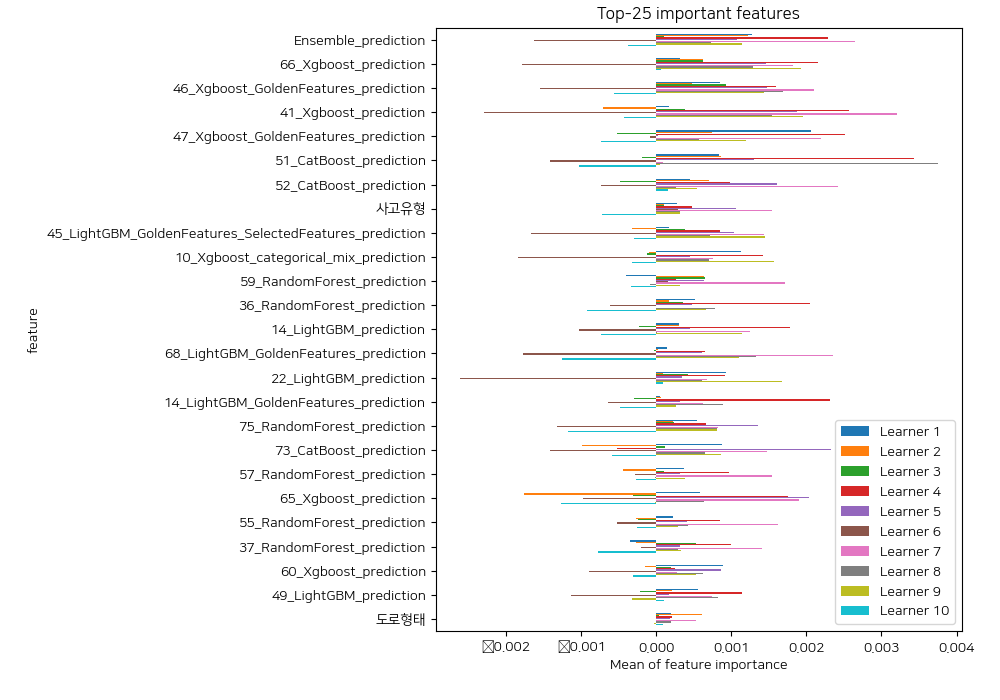 Top-25 important features
Ensemble_prediction
66_Xgboost_prediction
46_Xgboost_GoldenFeatures_prediction
41_Xgboost_prediction
47_Xgboost_GoldenFeatures_prediction
51_CatBoost_prediction
52_CatBoost_prediction
사고유형
45_LightGBM_GoldenFeatures_SelectedFeatures_prediction
10_Xgboost_categorical_mix_prediction
59_RandomForest_prediction
36_RandomForest_prediction
14_LightGBM_prediction
68_LightGBM_GoldenFeatures_prediction
22_LightGBM_prediction
14_LightGBM_GoldenFeatures_prediction
75_RandomForest_prediction
73_CatBoost_prediction
57_RandomForest_prediction
65_Xgboost_prediction
55_RandomForest_prediction
37_RandomForest_prediction
60_Xgboost_prediction
49_LightGBM_prediction
도로형태
feature
Learner 1
Learner 2
Learner 3
Learner 4
Learner 5
Learner 6
Learner 7
Learner 8
Learner 9
Learner 10
0.002 0.001 0.000 0.001 0.002 0.003 0.004
Mean of feature importance